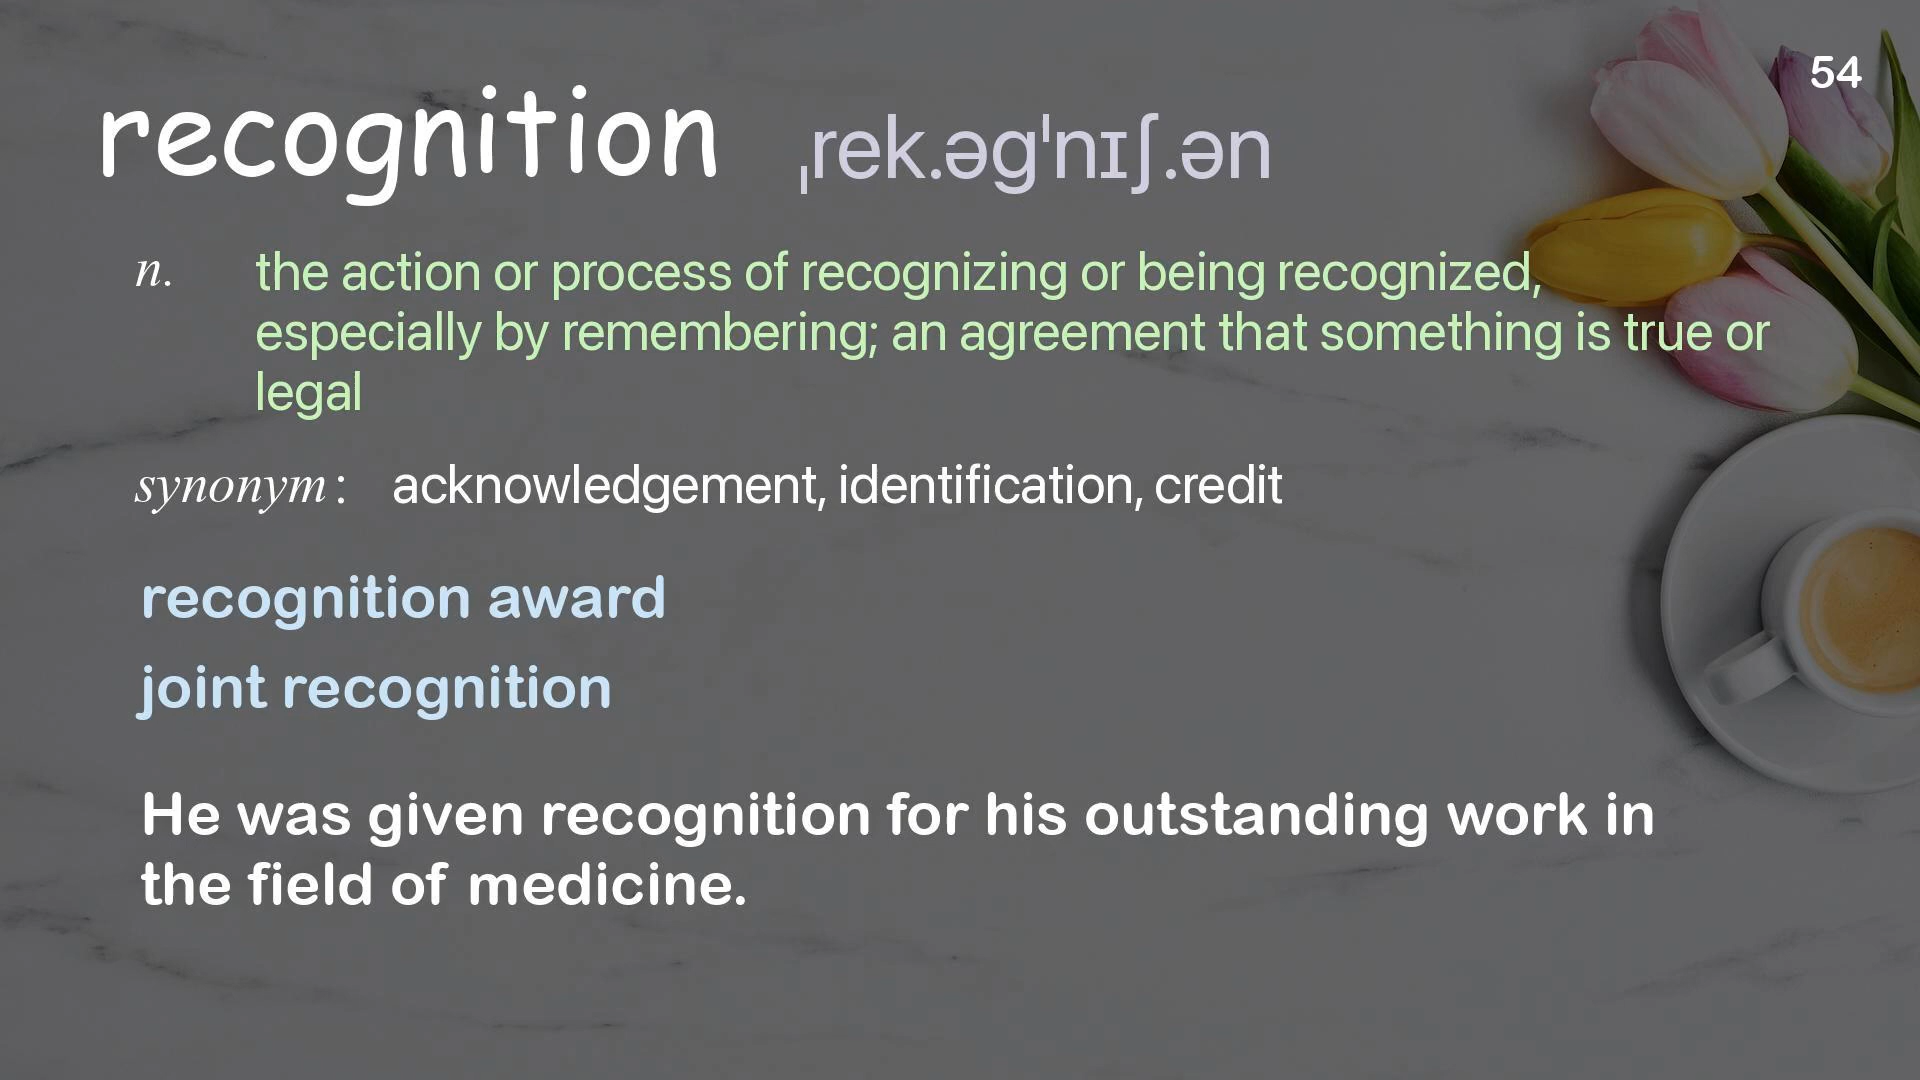 54
recognition ˌrek.əgˈnɪʃ.ən
n. the action or process of recognizing or being recognized,
especially by remembering; an agreement that something is true or
legal
synonym : acknowledgement, identification, credit
recognition award
joint recognition
He was given recognition for his outstanding work in
the field of medicine.